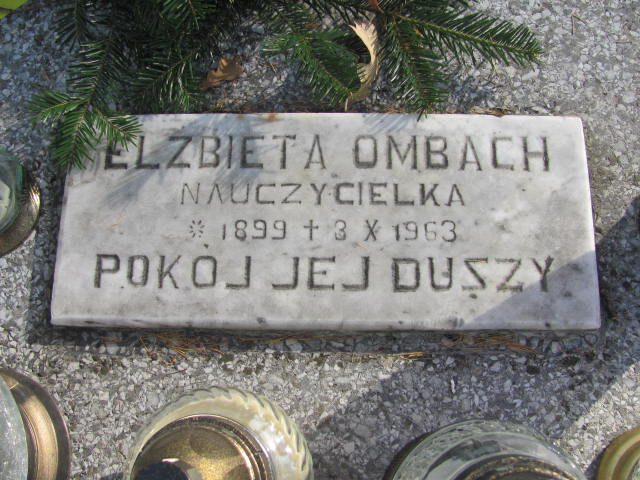 ELZBIETA OMBACH
NAUCZYCIELKA
* 1899 + 3 X 1963
POKÓJ JEJ DUSZY